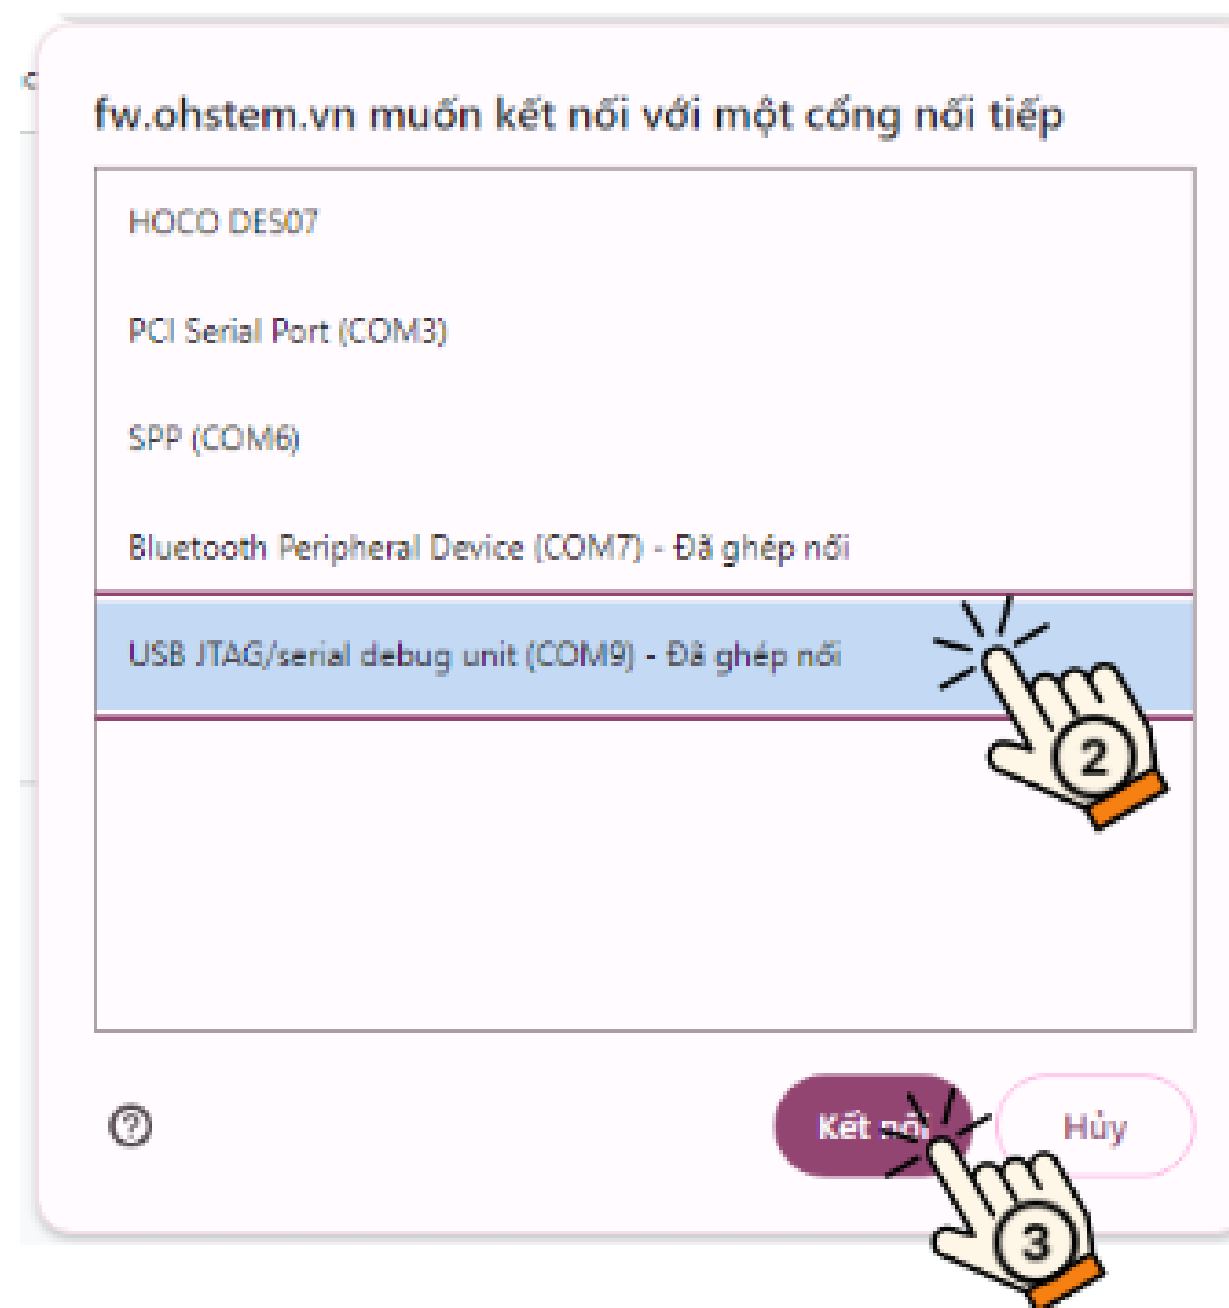 fw.ohstem.vn muốn kết nối với một cổng nối tiếp
HOCO DES07
PCI Serial Port (COM3)
SPP (COM6)
Bluetooth Peripheral Device (COM7) - Đã ghép nối
USB JTAG/serial debug unit (COM9) - Đã ghép nối
2
Kết nối
Hủy
3